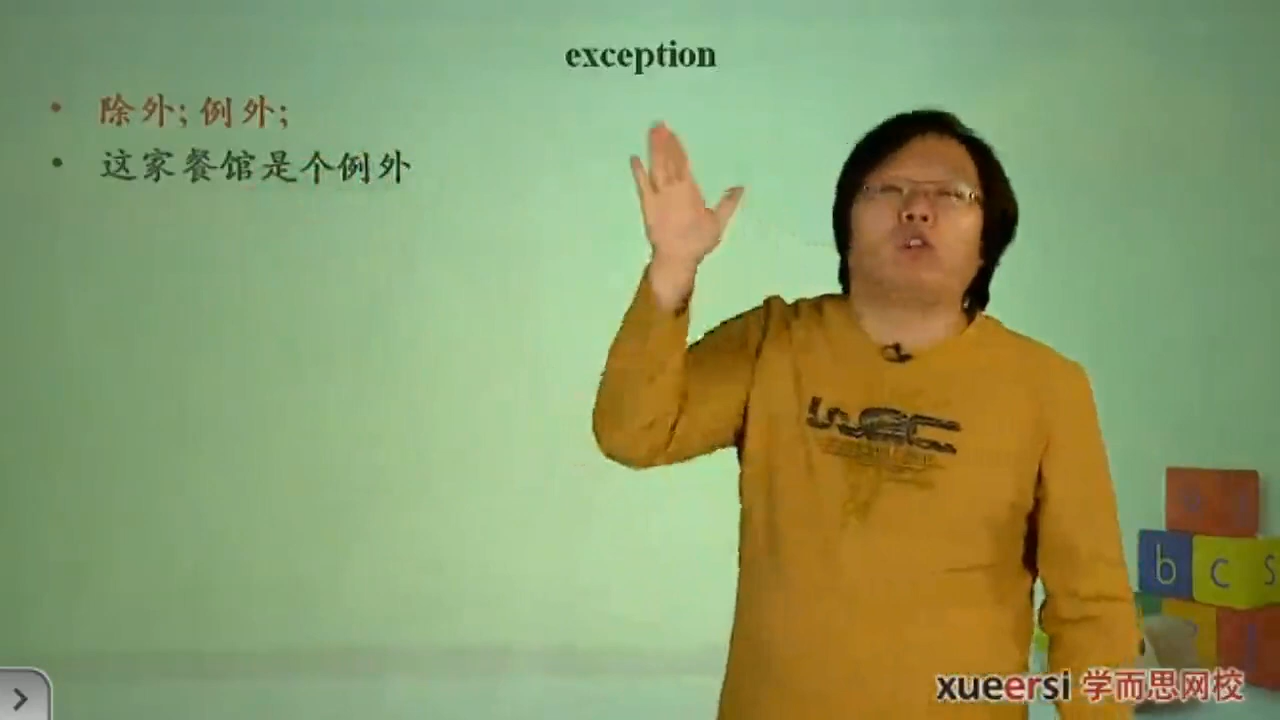 exception
• 除外; 例外;
• 这家餐馆是个例外
b c s
xueersi 学而思网校